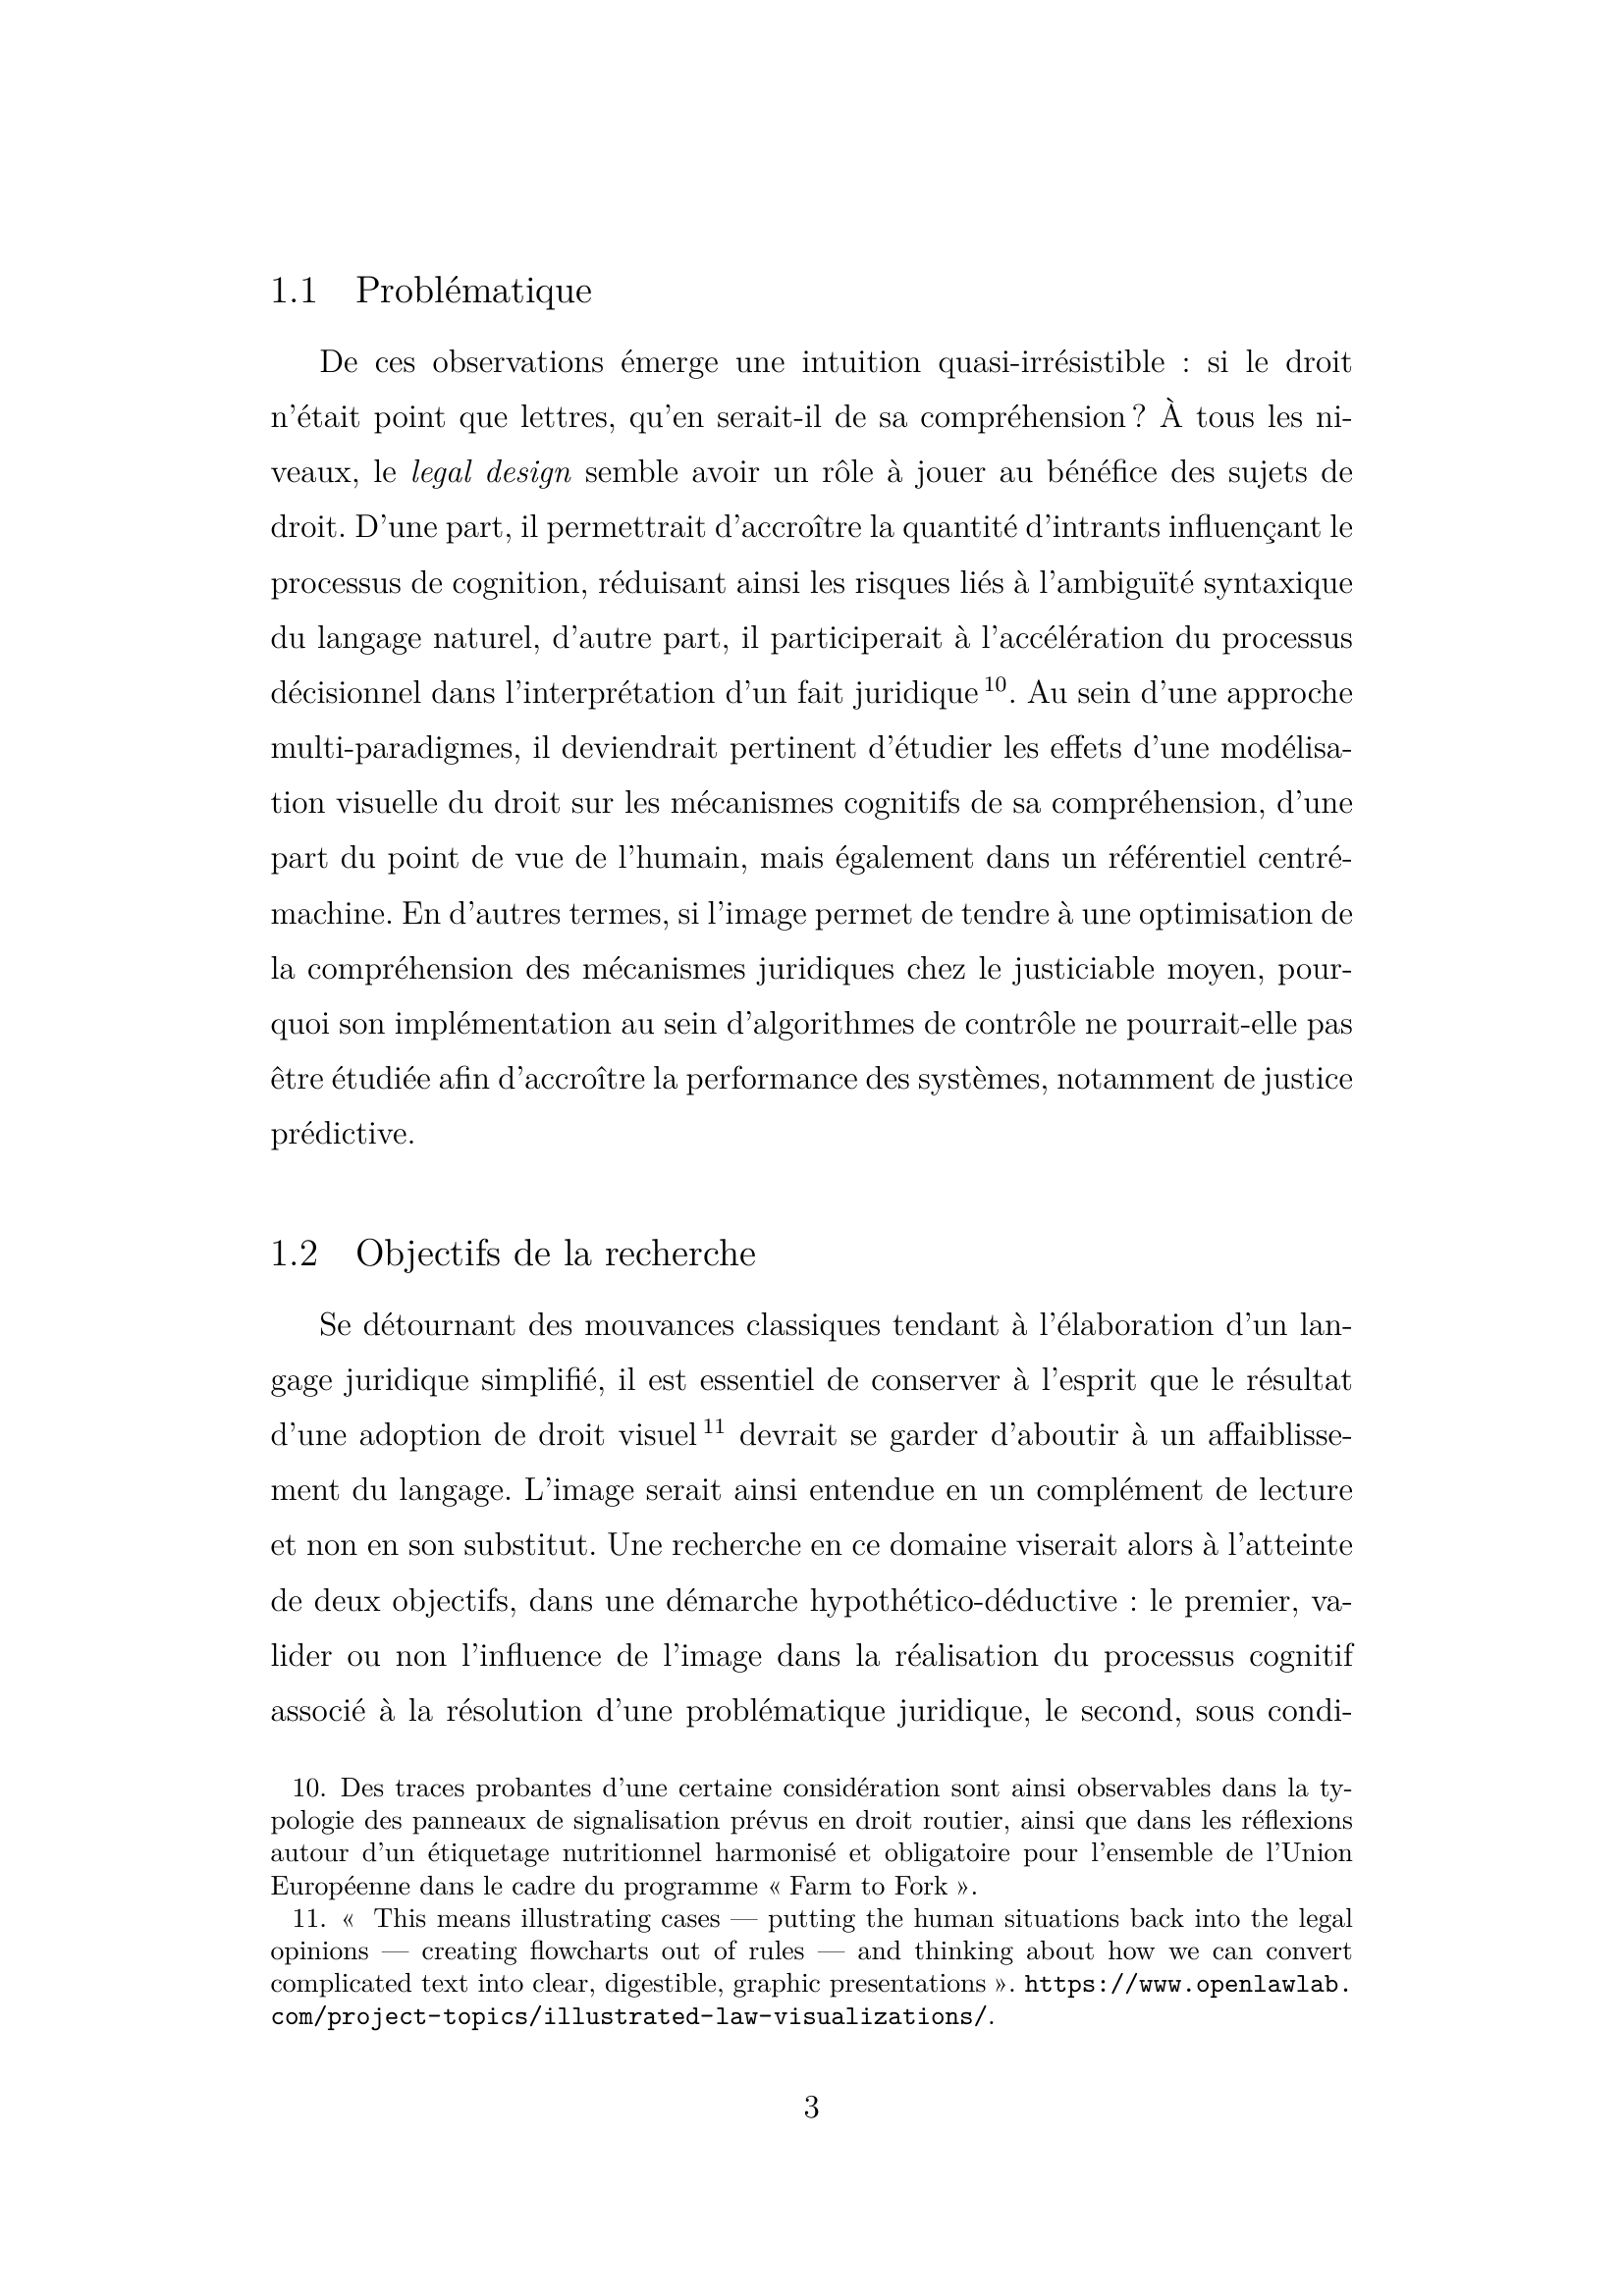 1.1 Problématique
De ces observations émerge une intuition quasi-irrésistible : si le droit
n'était point que lettres, qu'en serait-il de sa compréhension ? À tous les ni-
veaux, le legal design semble avoir un rôle à jouer au bénéfice des sujets de
droit. D'une part, il permettrait d'accroître la quantité d'intrants influençant le
processus de cognition, réduisant ainsi les risques liés à l'ambiguïté syntaxique
du langage naturel, d'autre part, il participerait à l'accélération du processus
décisionnel dans l'interprétation d'un fait juridique 10. Au sein d'une approche
multi-paradigmes, il deviendrait pertinent d'étudier les effets d'une modélisa-
tion visuelle du droit sur les mécanismes cognitifs de sa compréhension, d'une
part du point de vue de l'humain, mais également dans un référentiel centré-
machine. En d'autres termes, si l'image permet de tendre à une optimisation de
la compréhension des mécanismes juridiques chez le justiciable moyen, pour-
quoi son implémentation au sein d'algorithmes de contrôle ne pourrait-elle pas
être étudiée afin d'accroître la performance des systèmes, notamment de justice
prédictive.
1.2 Objectifs de la recherche
Se détournant des mouvances classiques tendant à l'élaboration d'un lan-
gage juridique simplifié, il est essentiel de conserver à l'esprit que le résultat
d'une adoption de droit visuel 11 devrait se garder d'aboutir à un affaiblisse-
ment du langage. L'image serait ainsi entendue en un complément de lecture
et non en son substitut. Une recherche en ce domaine viserait alors à l'atteinte
de deux objectifs, dans une démarche hypothético-déductive : le premier, va-
lider ou non l'influence de l'image dans la réalisation du processus cognitif
associé à la résolution d'une problématique juridique, le second, sous condi-
10. Des traces probantes d'une certaine considération sont ainsi observables dans la ty-
pologie des panneaux de signalisation prévus en droit routier, ainsi que dans les réflexions
autour d'un étiquetage nutritionnel harmonisé et obligatoire pour l'ensemble de l'Union
Européenne dans le cadre du programme « Farm to Fork ».
11. « This means illustrating cases — putting the human situations back into the legal
opinions — creating flowcharts out of rules — and thinking about how we can convert
complicated text into clear, digestible, graphic presentations ». https://www.openlawlab.
com/project-topics/illustrated-law-visualizations/.
3